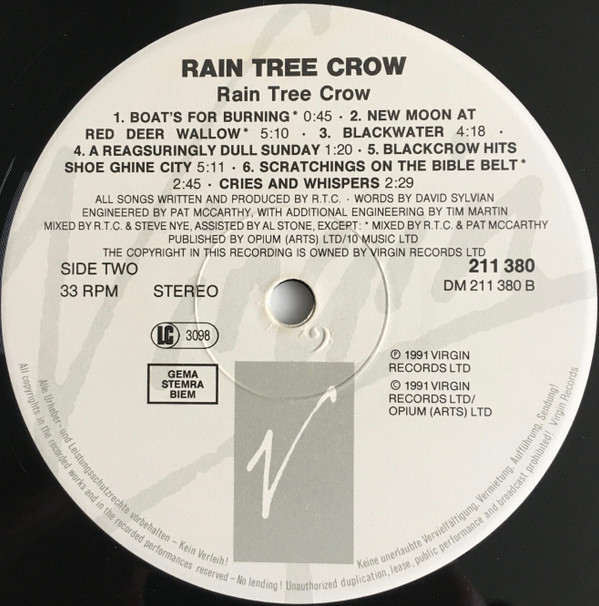 RAIN TREE CROW
Rain Tree Crow
1. BOAT'S FOR BURNING* 0:45 · 2. NEW MOON AT
RED DEER WALLOW* 5:10 · 3. BLACKWATER 4:18 ·
4. A REAGSURINGLY DULL SUNDAY 1:20 · 5. BLACKCROW HITS
SHOE GHINE CITY 5:11 · 6. SCRATCHINGS ON THE BIBLE BELT*
2:45 · CRIES AND WHISPERS 2:29
ALL SONGS WRITTEN AND PRODUCED BY R.T.C. · WORDS BY DAVID SYLVIAN
ENGINEERED BY PAT MCCARTHY, WITH ADDITIONAL ENGINEERING BY TIM MARTIN
MIXED BY R.T.C. & STEVE NYE, ASSISTED BY AL STONE, EXCEPT: * MIXED BY R.T.C. & PAT MCCARTHY
PUBLISHED BY OPIUM (ARTS) LTD/10 MUSIC LTD
THE COPYRIGHT IN THIS RECORDING IS OWNED BY VIRGIN RECORDS LTD
SIDE TWO
211 380
33 RPM STEREO
DM 211 380 B
LC 3098
GEMA
STEMRA
BIEM
℗ 1991 VIRGIN
RECORDS LTD
© 1991 VIRGIN
RECORDS LTD/
OPIUM (ARTS) LTD
Virgin
V
Alle Urheber- und Leistungsschutzrechte vorbehalten – Kein Verleih! Keine unerlaubte Vervielfältigung, Vermietung, Aufführung, Sendung!
All copyrights in the recorded works and in the recorded performances reserved – No lending! Unauthorized duplication, lease, public performance and broadcast prohibited! Virgin Records